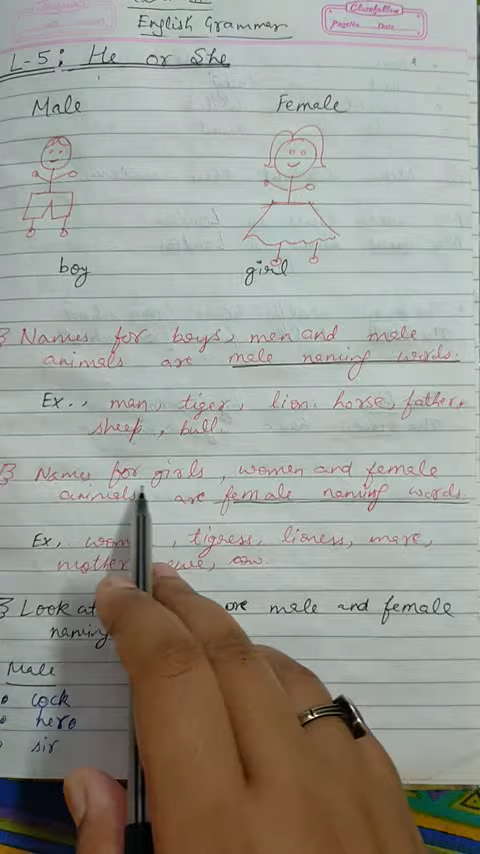 English Grammar
Classfellow
Page No. Date
L-5: He or She
Male Female
boy girl
Names for boys, men and male
animals are male naming words.
Ex., man, tiger, lion, horse, father,
sheep, bull
Names for girls, women and female
animals are female naming words.
Ex, tigress, lioness, mare,
ewe, cow
Look at male and female
naming
Male
cock
hero
sir